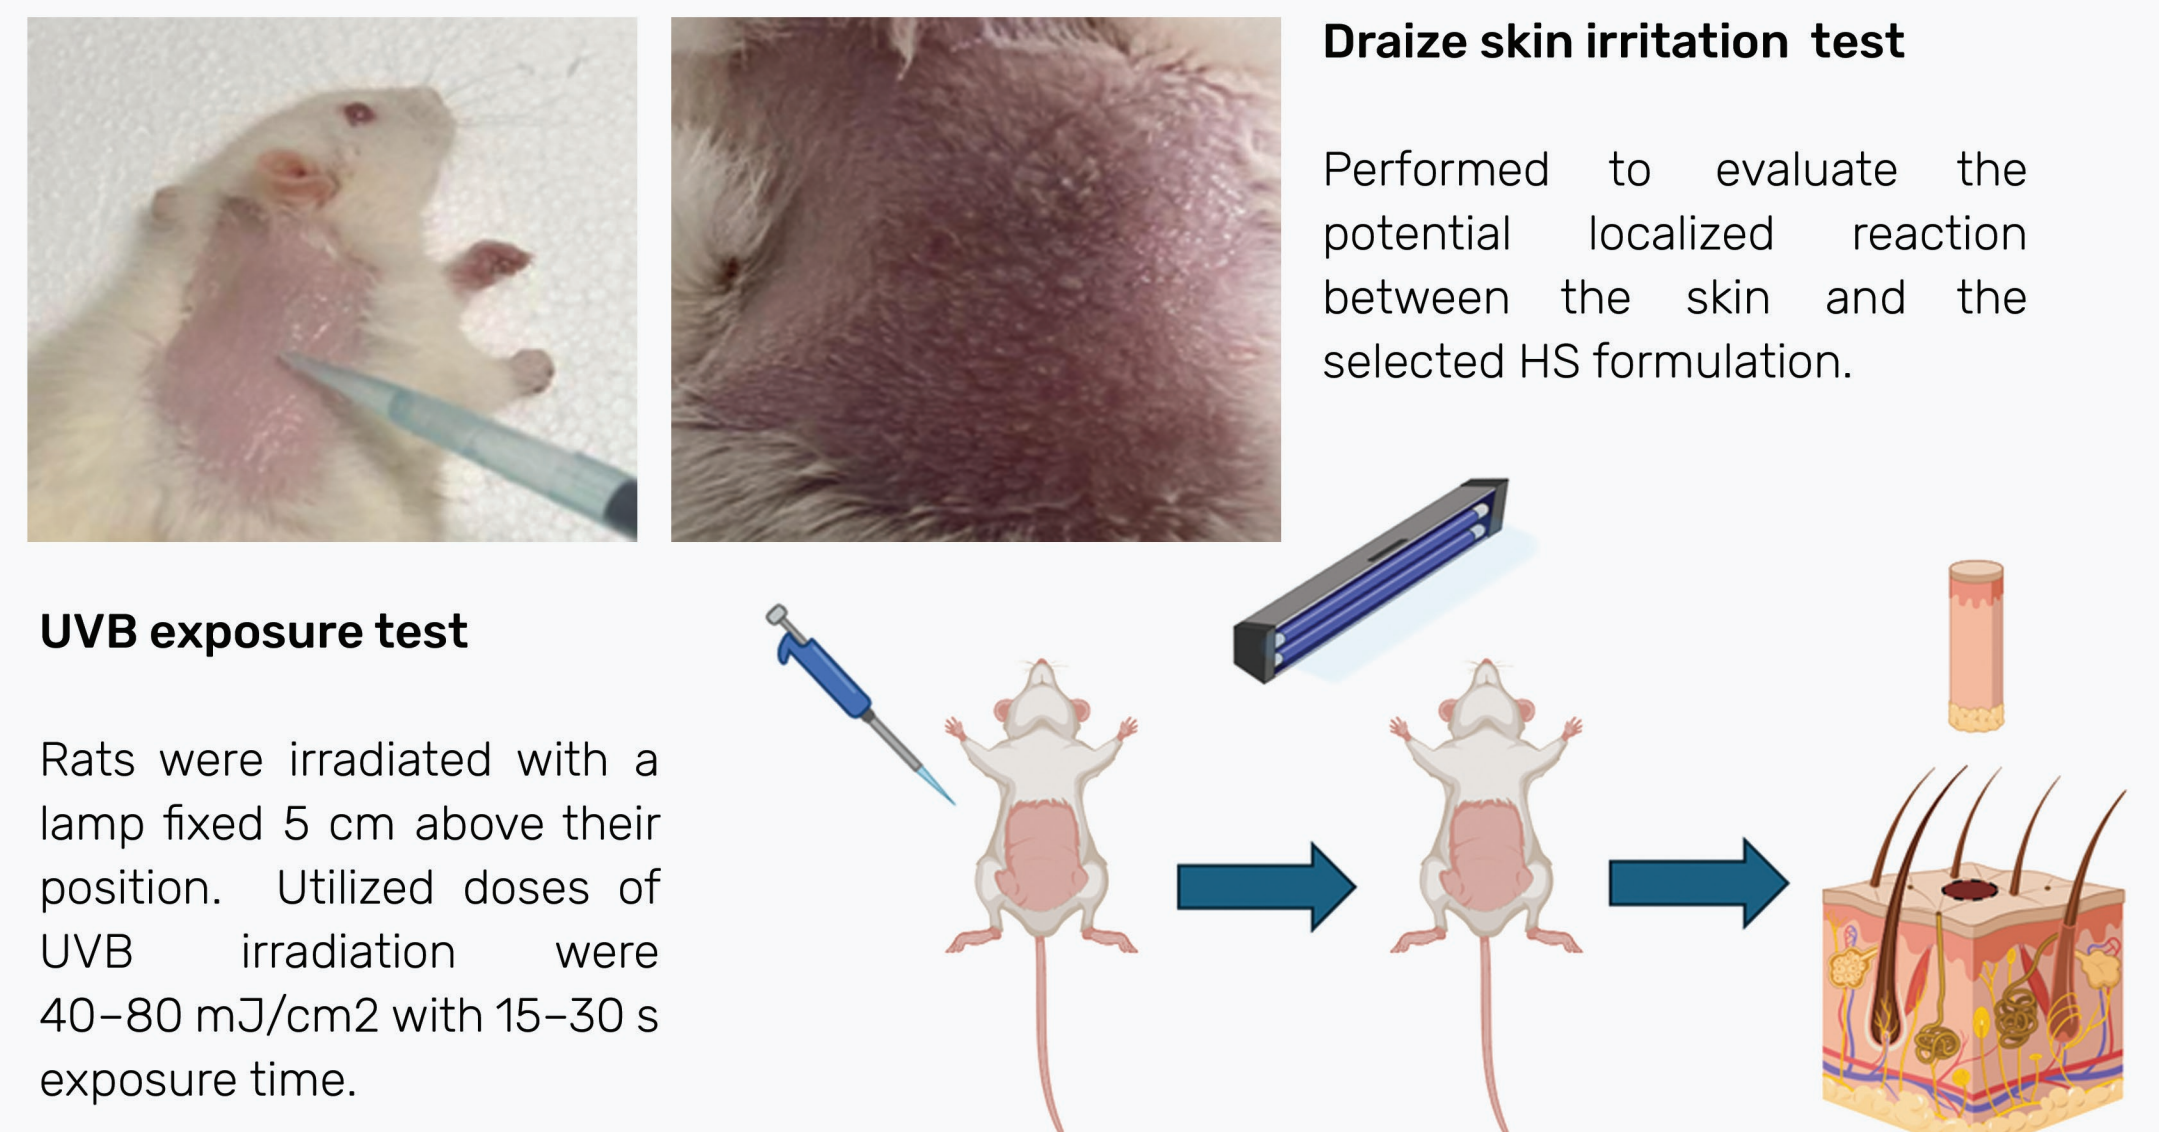 Draize skin irritation test
Performed to evaluate the
potential localized reaction
between the skin and the
selected HS formulation.
UVB exposure test
Rats were irradiated with a
lamp fixed 5 cm above their
position. Utilized doses of
UVB irradiation were
40–80 mJ/cm2 with 15–30 s
exposure time.